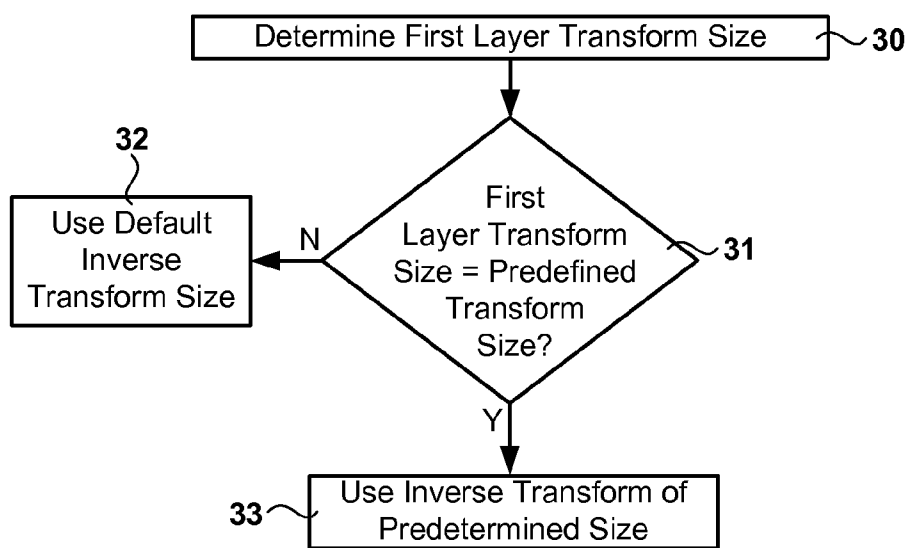 Determine First Layer Transform Size
30
32
Use Default
Inverse
Transform Size
N
First
Layer Transform
Size = Predefined
Transform
Size?
31
Y
33
Use Inverse Transform of
Predetermined Size